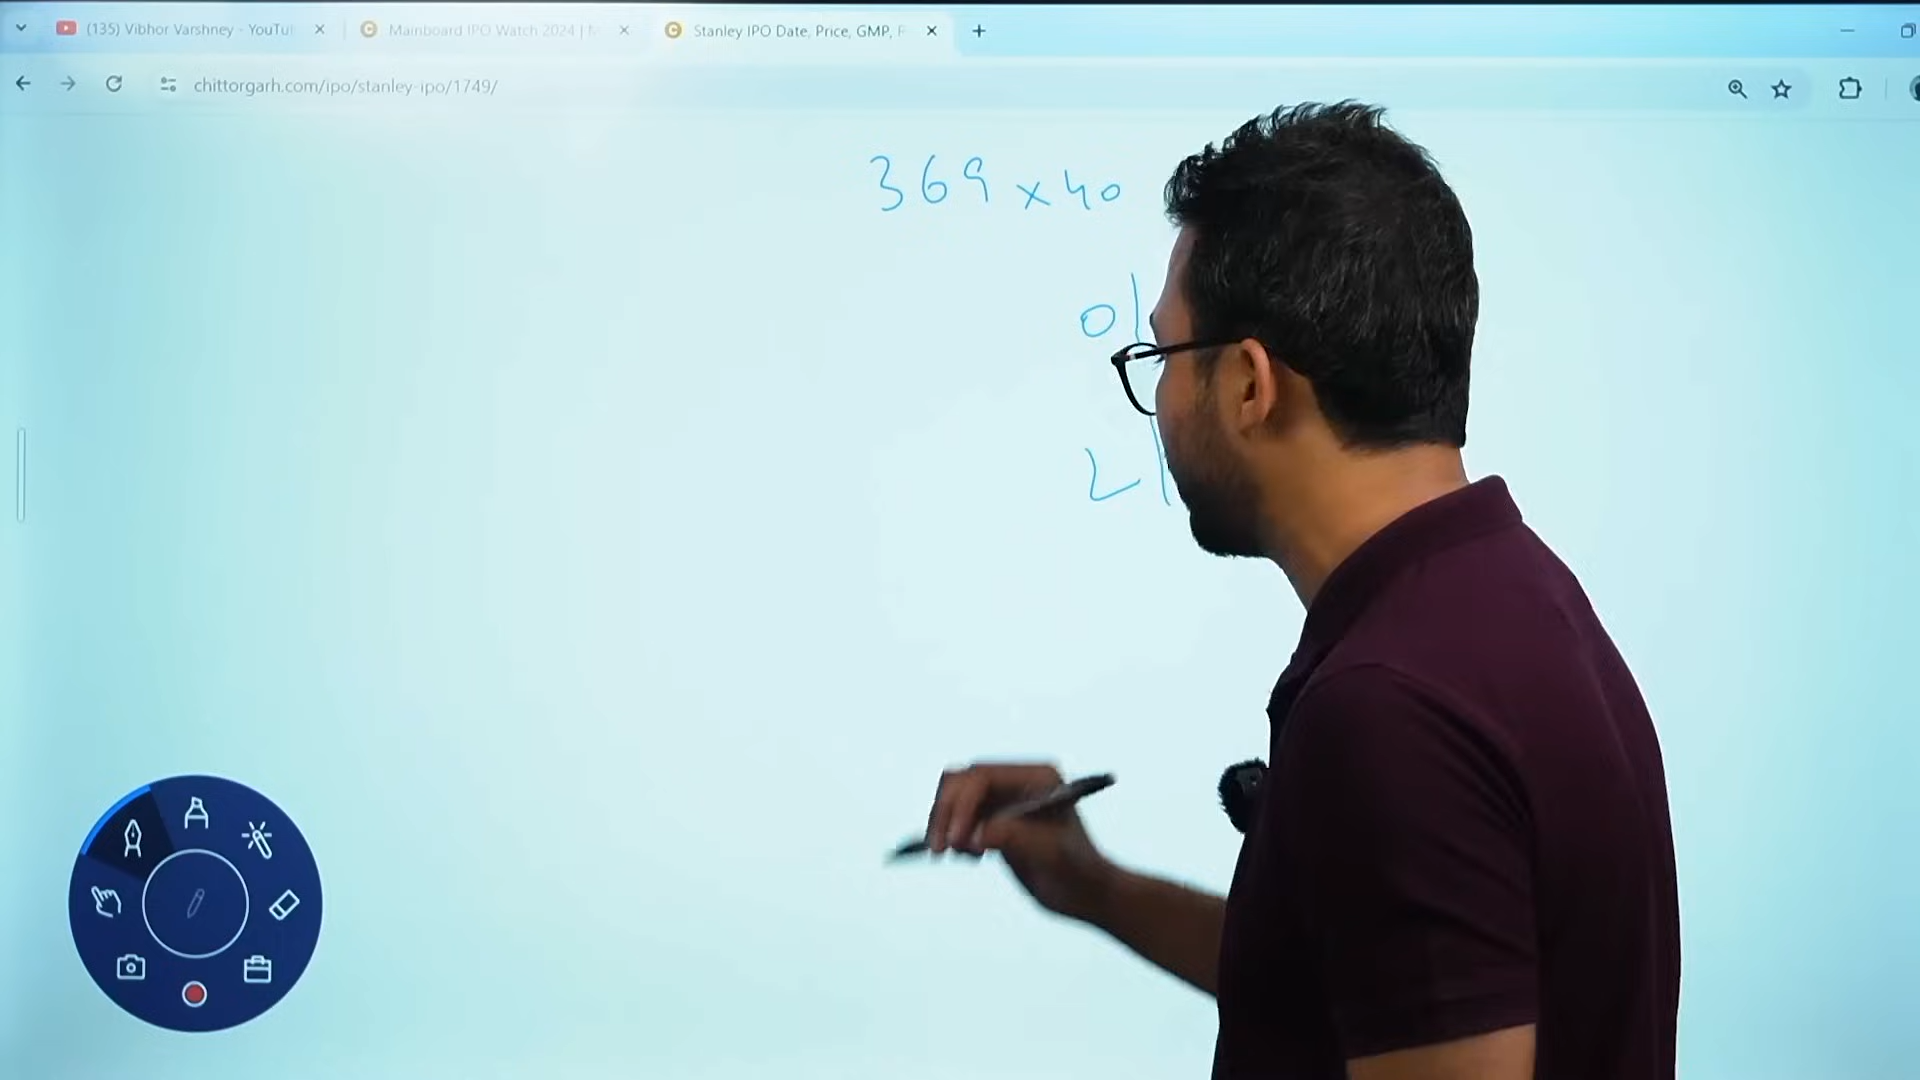 (135) Vibhor Varshney - YouTu
Mainboard IPO Watch 2024 |
Stanley IPO Date, Price, GMP,
chittorgarh.com/ipo/stanley-ipo/1749/
369 x 40